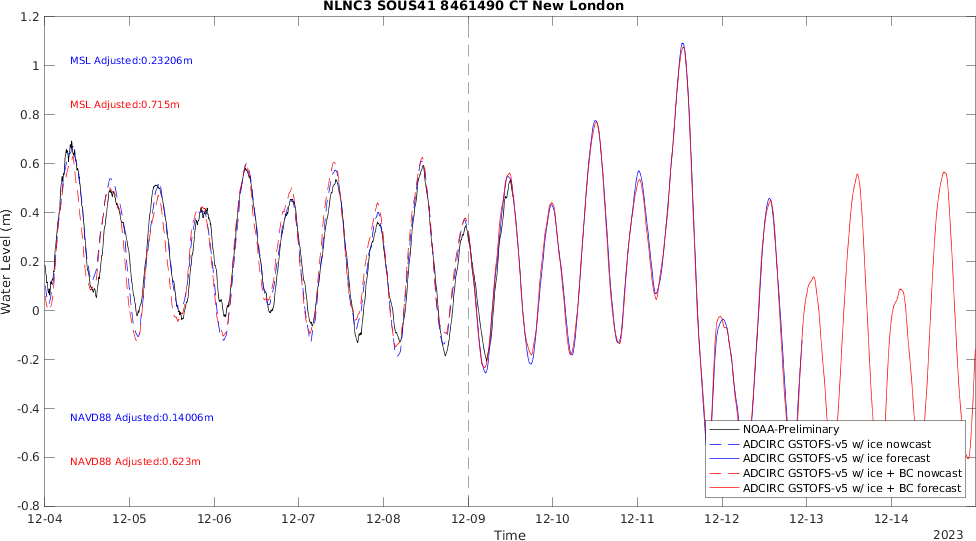 NLNC3 SOUS41 8461490 CT New London
1.2
1
0.8
0.6
0.4
0.2
0
-0.2
-0.4
-0.6
-0.8
Water Level (m)
MSL Adjusted:0.23206m
MSL Adjusted:0.715m
NAVD88 Adjusted:0.14006m
NAVD88 Adjusted:0.623m
NOAA-Preliminary
ADCIRC GSTOFS-v5 w/ ice nowcast
ADCIRC GSTOFS-v5 w/ ice forecast
ADCIRC GSTOFS-v5 w/ ice + BC nowcast
ADCIRC GSTOFS-v5 w/ ice + BC forecast
12-04 12-05 12-06 12-07 12-08 12-09 12-10 12-11 12-12 12-13 12-14
Time
2023